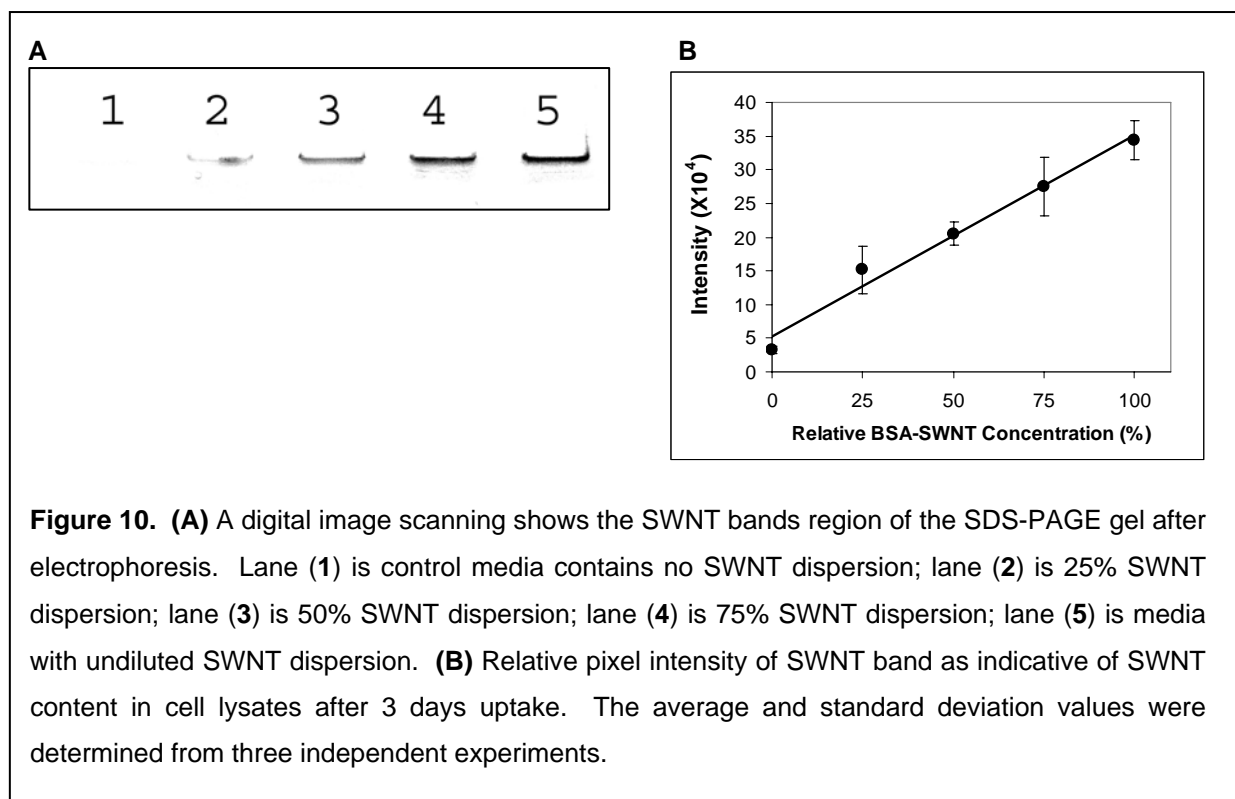 A
1 2 3 4 5
B
40
35
30
25
20
15
10
5
0
Intensity (X10⁴)
0 25 50 75 100
Relative BSA-SWNT Concentration (%)
Figure 10. (A) A digital image scanning shows the SWNT bands region of the SDS-PAGE gel after
electrophoresis. Lane (1) is control media contains no SWNT dispersion; lane (2) is 25% SWNT
dispersion; lane (3) is 50% SWNT dispersion; lane (4) is 75% SWNT dispersion; lane (5) is media
with undiluted SWNT dispersion. (B) Relative pixel intensity of SWNT band as indicative of SWNT
content in cell lysates after 3 days uptake. The average and standard deviation values were
determined from three independent experiments.